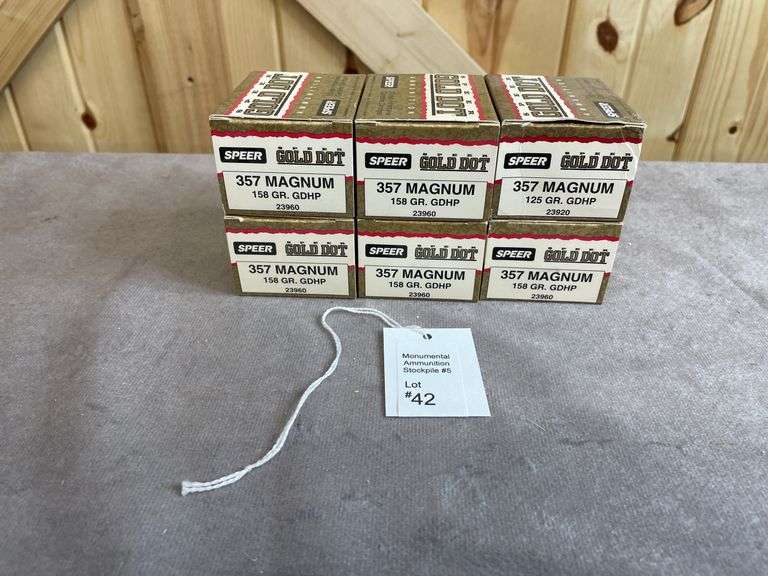 SPEER
GOLD DOT
SPEER
GOLD DOT
SPEER
SPEER GOLD DOT
357 MAGNUM
158 GR. GDHP
23960
SPEER GOLD DOT
357 MAGNUM
158 GR. GDHP
23960
SPEER GOLD DOT
357 MAGNUM
125 GR. GDHP
23920
SPEER GOLD DOT
357 MAGNUM
158 GR. GDHP
23960
SPEER GOLD DOT
357 MAGNUM
158 GR. GDHP
23960
SPEER GOLD DOT
357 MAGNUM
158 GR. GDHP
23960
Monumental
Ammunition
Stockpile #5
Lot
#42